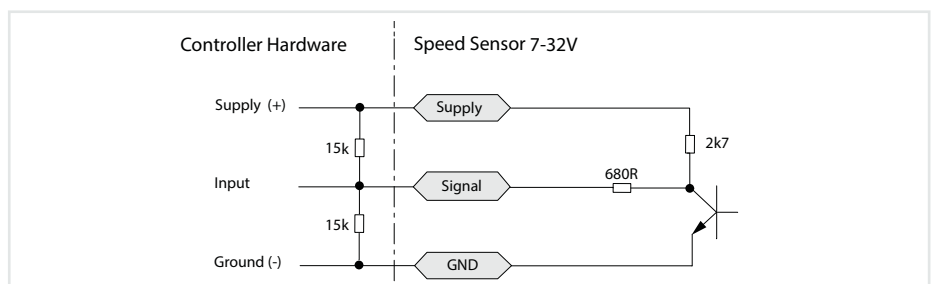 Controller Hardware
Speed Sensor 7-32V
Supply (+)
Supply
15k
2k7
Input
Signal
680R
15k
Ground (-)
GND